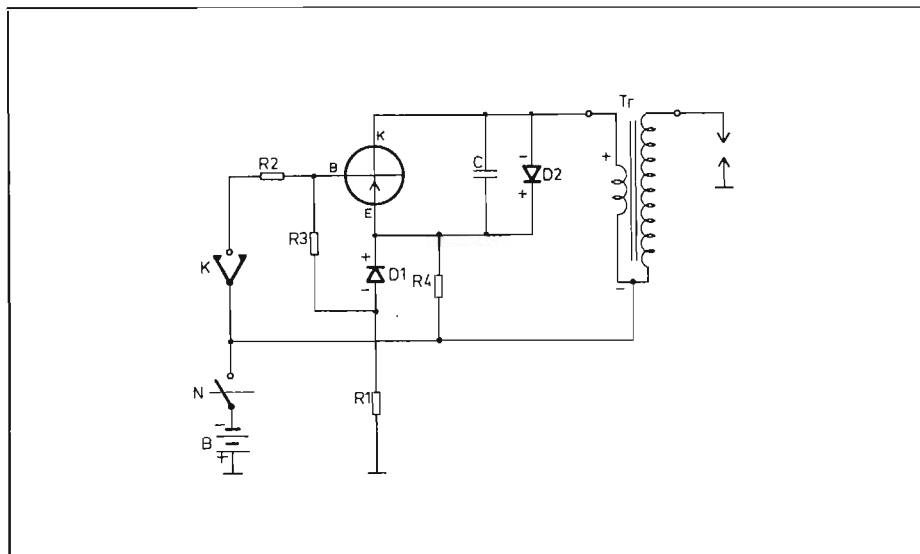 Tr
K
+
R2
B
C
-
D2
+
E
R3
K
+
D1
-
R4
-
N
R1
-
B
+